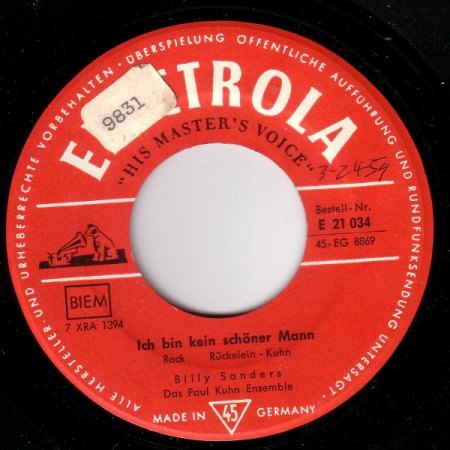 ALLE HERSTELLER UND URHEBERRECHTE VORBEHALTEN · ÜBERSPIELUNG ÖFFENTLICHE AUFFÜHRUNG UND RUNDFUNKSENDUNG UNTERSAGT ·
ELECTROLA
9831
"HIS MASTER'S VOICE"
3-2459
Bestell-Nr.
E 21 034
45-EG 8869
BIEM
7 XRA 1394
Ich bin kein schöner Mann
Rock Rückelein - Kuhn
Billy Sanders
Das Paul Kuhn Ensemble
MADE IN 45 GERMANY